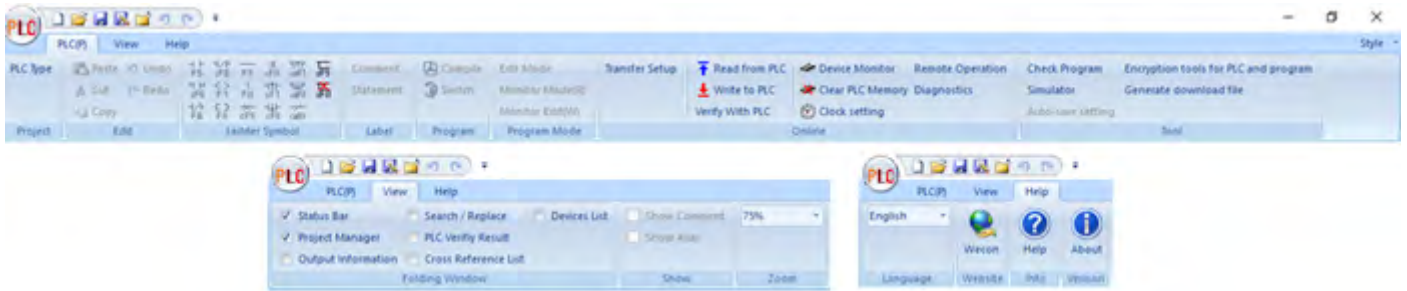 PLC
PLC(P) View Help Style
PLC Type Paste Undo Comment Compile Edit Mode Transfer Setup Read from PLC Device Monitor Remote Operation Check Program Encryption tools for PLC and program
Cut Redo Statement Switch Monitor Mode(R) Write to PLC Clear PLC Memory Diagnostics Simulator Generate download file
Copy Monitor Edit(W) Verify With PLC Clock setting Auto-save setting
Project Edit Ladder Symbol Label Program Program Mode Online Tool
PLC
PLC(P) View Help
Status Bar Search / Replace Devices List Show Comment 75%
Project Manager PLC Verifiy Result Show Alias
Output Information Cross Reference List
Folding Window Show Zoom
PLC
PLC(P) View Help
English
Wecon Help About
Language Website Info Version